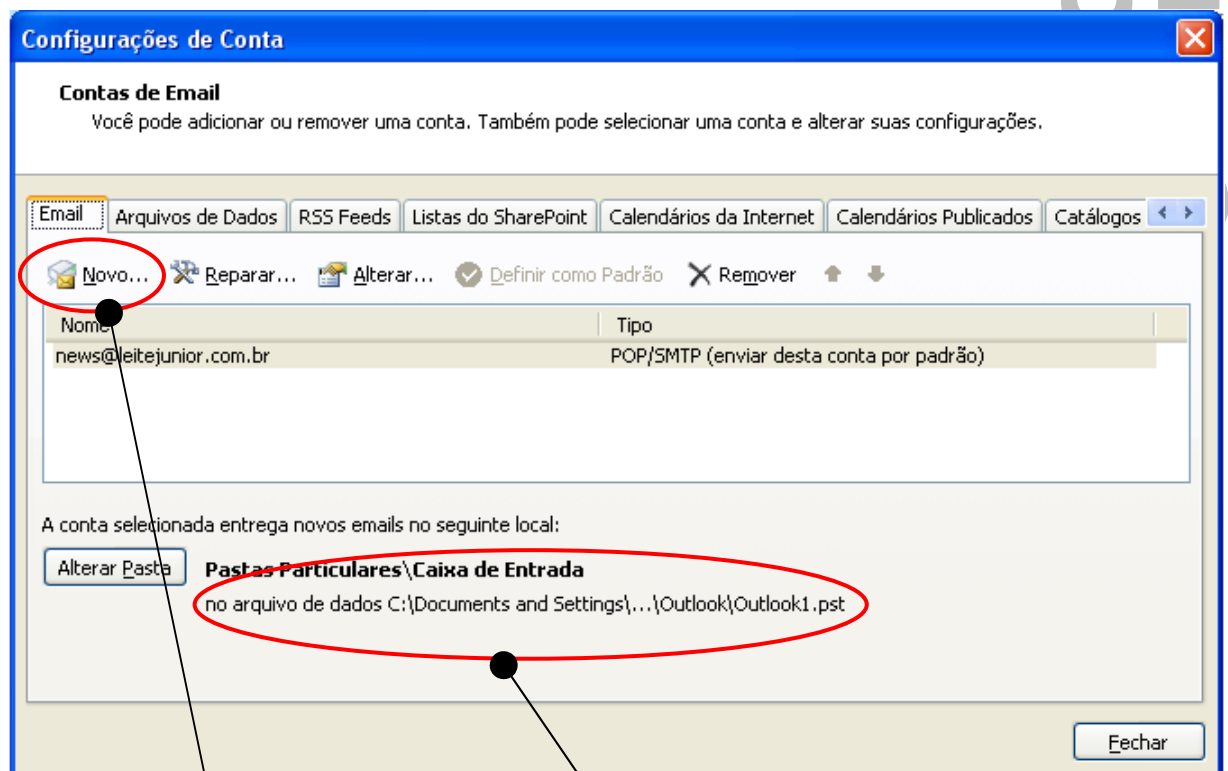 Configurações de Conta
Contas de Email
Você pode adicionar ou remover uma conta. Também pode selecionar uma conta e alterar suas configurações.
Email Arquivos de Dados RSS Feeds Listas do SharePoint Calendários da Internet Calendários Publicados Catálogos
Novo... Reparar... Alterar... Definir como Padrão Remover
Nome Tipo
news@leitejunior.com.br POP/SMTP (enviar desta conta por padrão)
A conta selecionada entrega novos emails no seguinte local:
Alterar Pasta Pastas Particulares\Caixa de Entrada
no arquivo de dados C:\Documents and Settings\...\Outlook\Outlook1.pst
Fechar